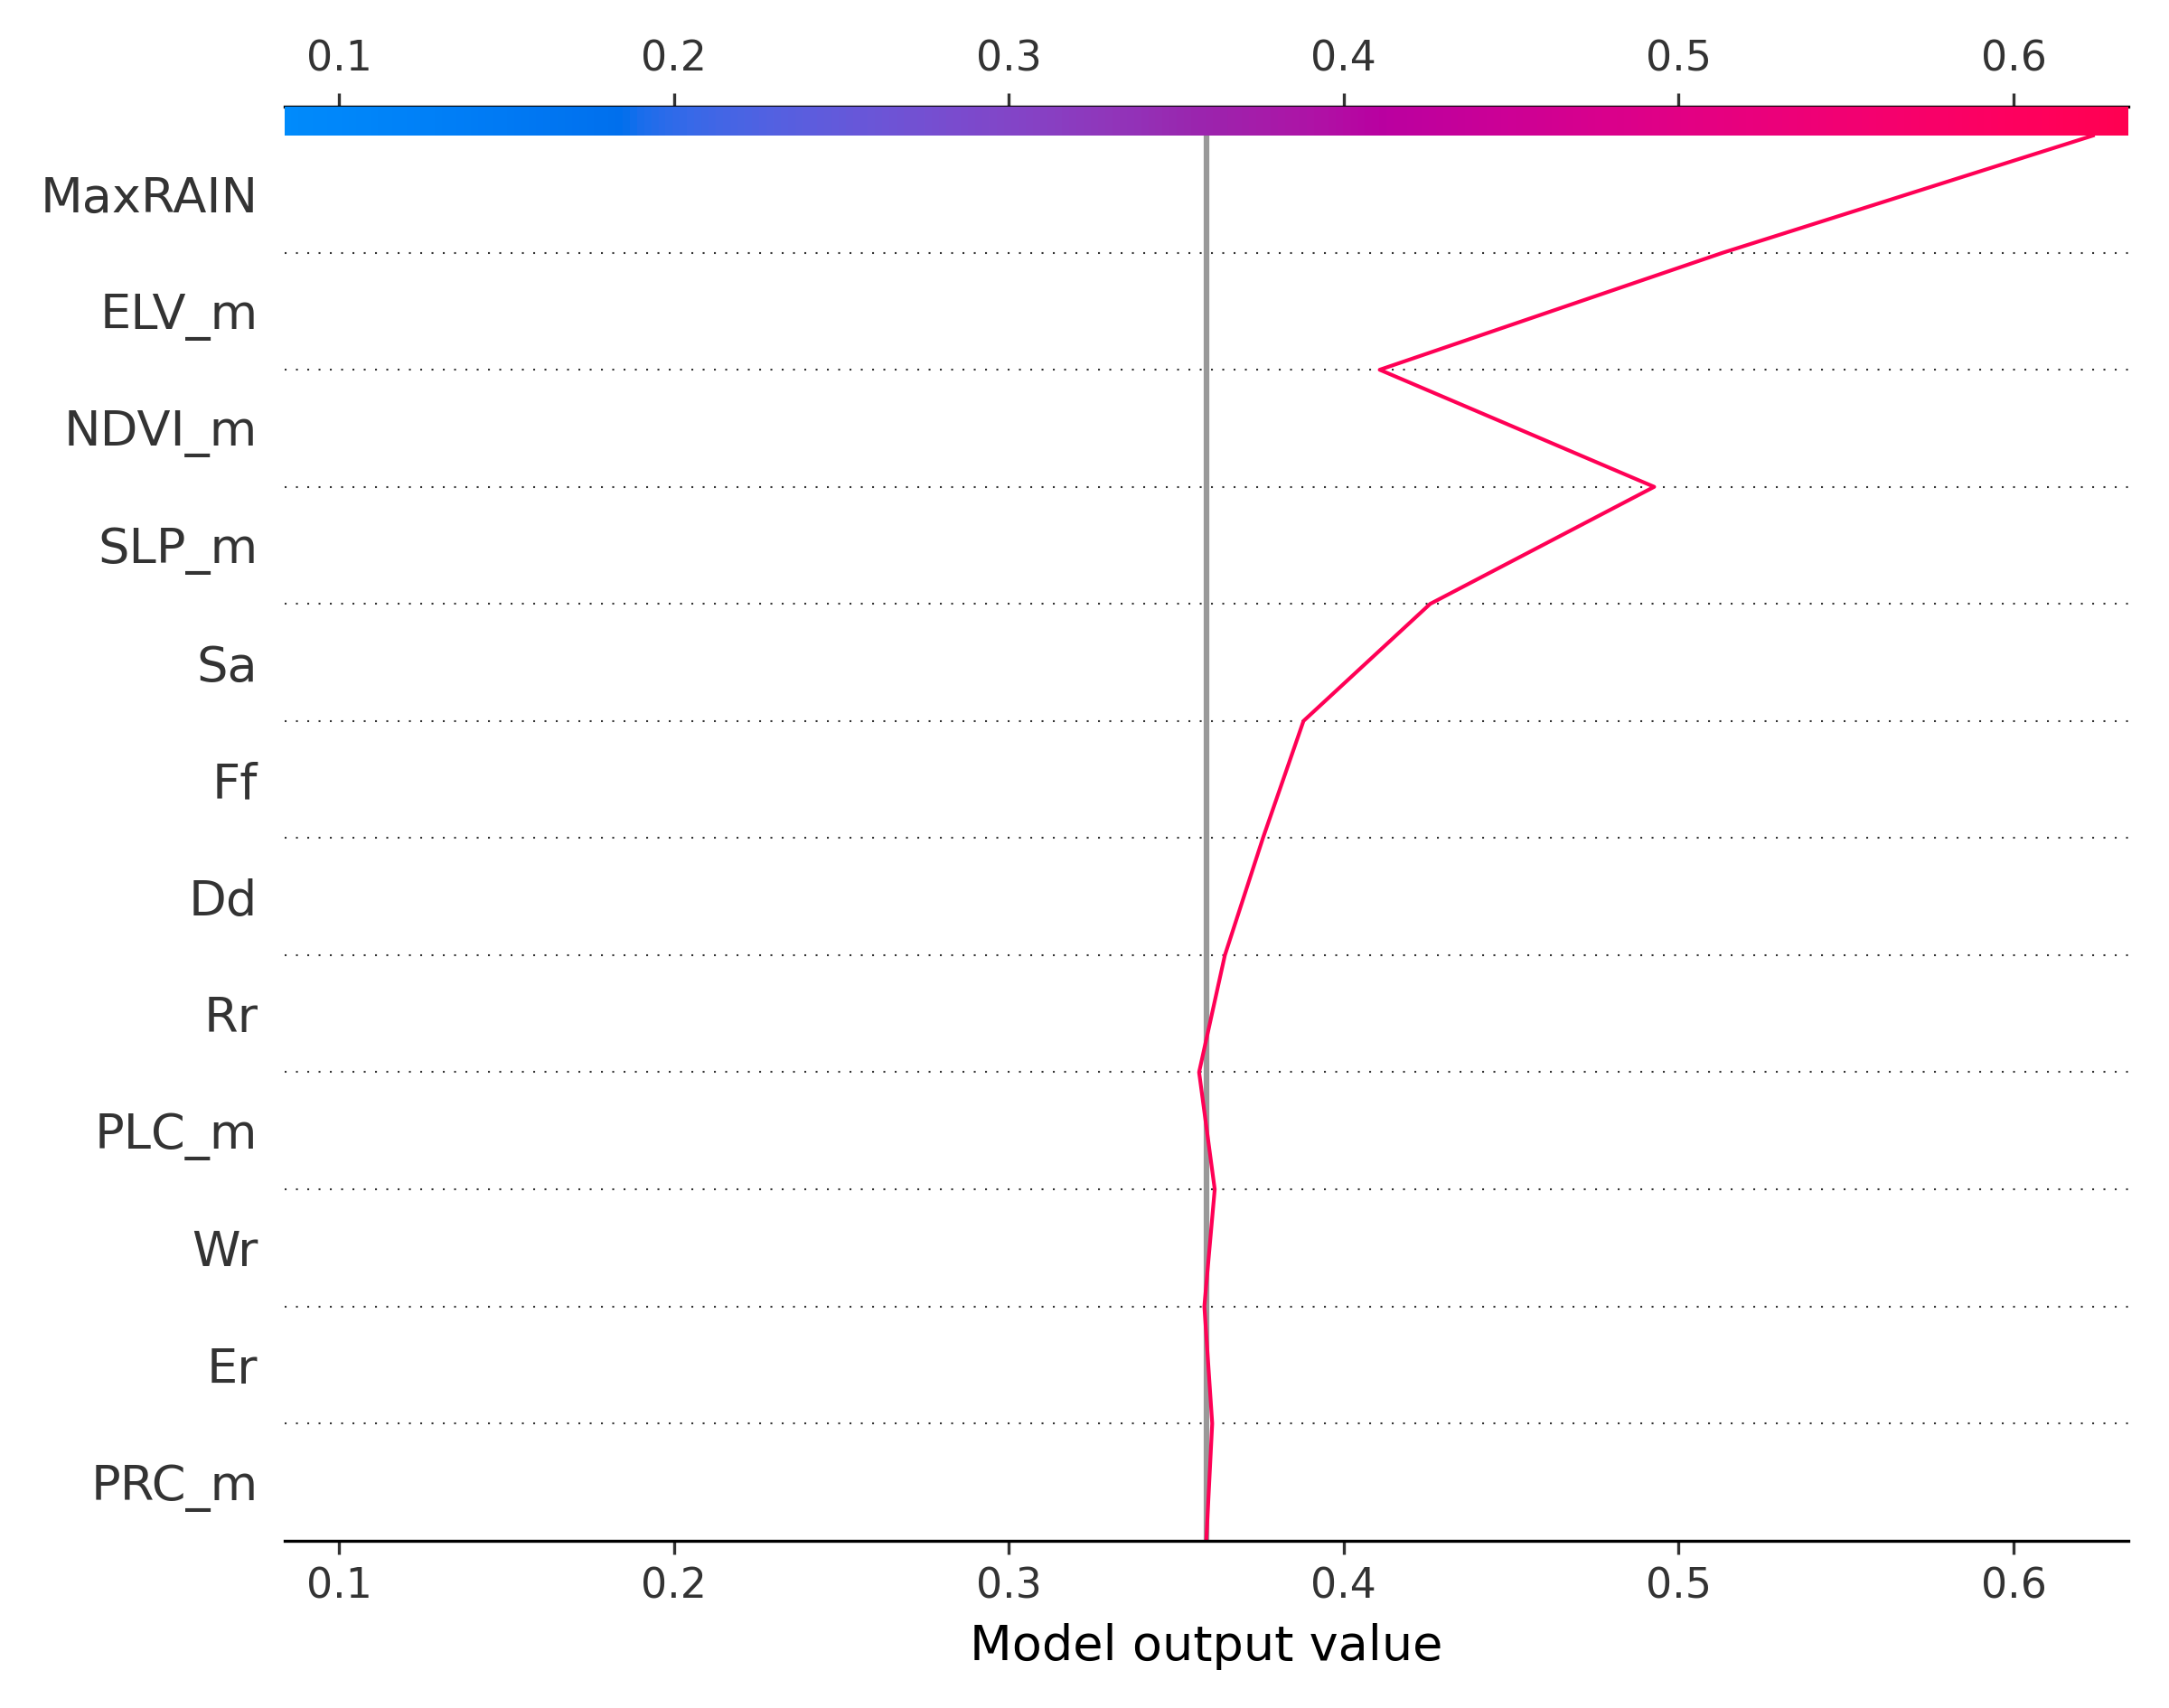 0.1 0.2 0.3 0.4 0.5 0.6
MaxRAIN
ELV_m
NDVI_m
SLP_m
Sa
Ff
Dd
Rr
PLC_m
Wr
Er
PRC_m
0.1 0.2 0.3 0.4 0.5 0.6
Model output value